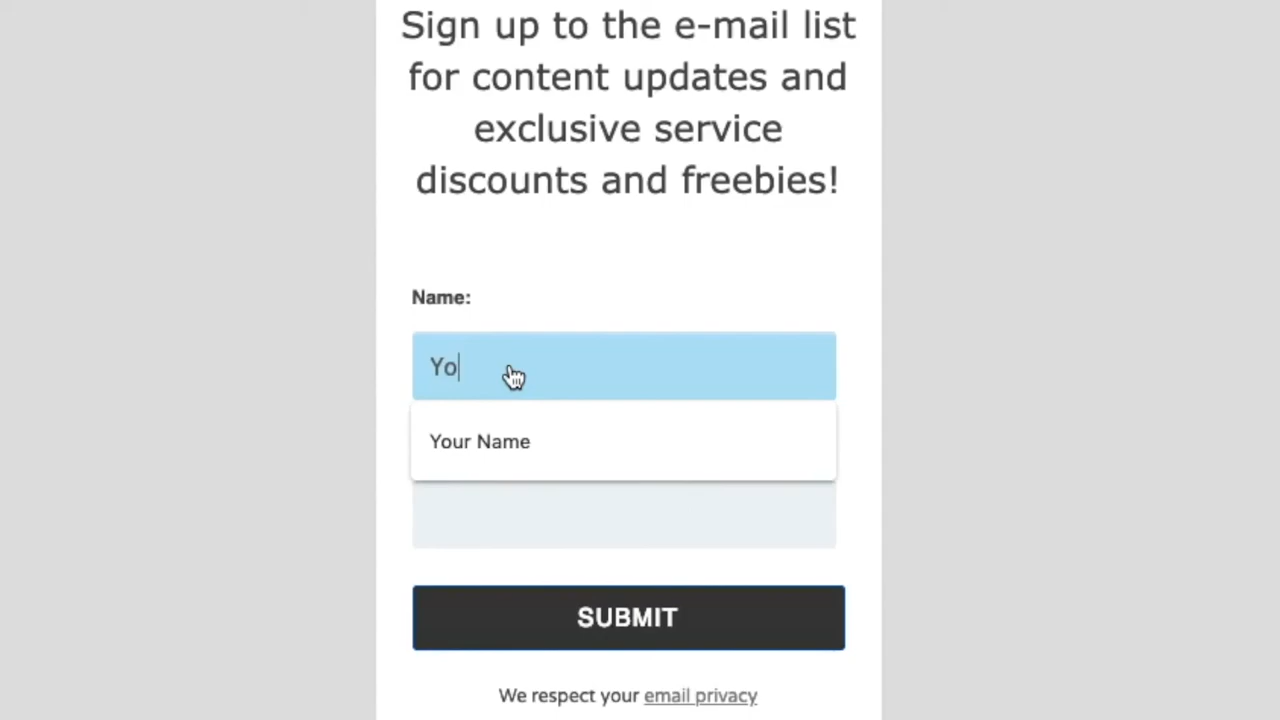 Sign up to the e-mail list
for content updates and
exclusive service
discounts and freebies!
Name:
Yo
Your Name
SUBMIT
We respect your email privacy